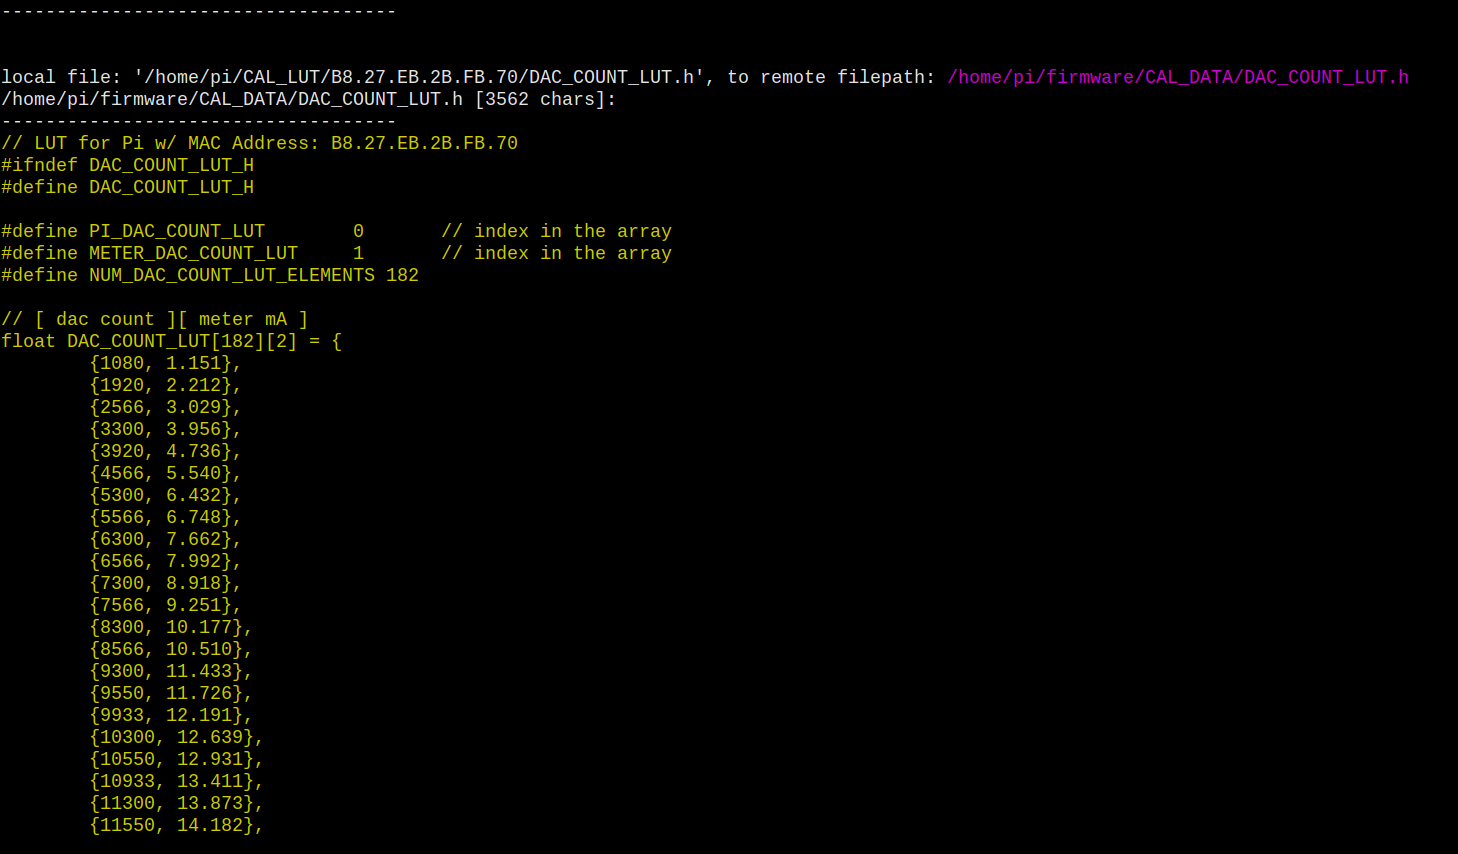 ------------------------------------
local file: '/home/pi/CAL_LUT/B8.27.EB.2B.FB.70/DAC_COUNT_LUT.h', to remote filepath: /home/pi/firmware/CAL_DATA/DAC_COUNT_LUT.h
/home/pi/firmware/CAL_DATA/DAC_COUNT_LUT.h [3562 chars]:
------------------------------------
// LUT for Pi w/ MAC Address: B8.27.EB.2B.FB.70
#ifndef DAC_COUNT_LUT_H
#define DAC_COUNT_LUT_H
#define PI_DAC_COUNT_LUT        0       // index in the array
#define METER_DAC_COUNT_LUT     1       // index in the array
#define NUM_DAC_COUNT_LUT_ELEMENTS 182
// [ dac count ][ meter mA ]
float DAC_COUNT_LUT[182][2] = {
        {1080, 1.151},
        {1920, 2.212},
        {2566, 3.029},
        {3300, 3.956},
        {3920, 4.736},
        {4566, 5.540},
        {5300, 6.432},
        {5566, 6.748},
        {6300, 7.662},
        {6566, 7.992},
        {7300, 8.918},
        {7566, 9.251},
        {8300, 10.177},
        {8566, 10.510},
        {9300, 11.433},
        {9550, 11.726},
        {9933, 12.191},
        {10300, 12.639},
        {10550, 12.931},
        {10933, 13.411},
        {11300, 13.873},
        {11550, 14.182},